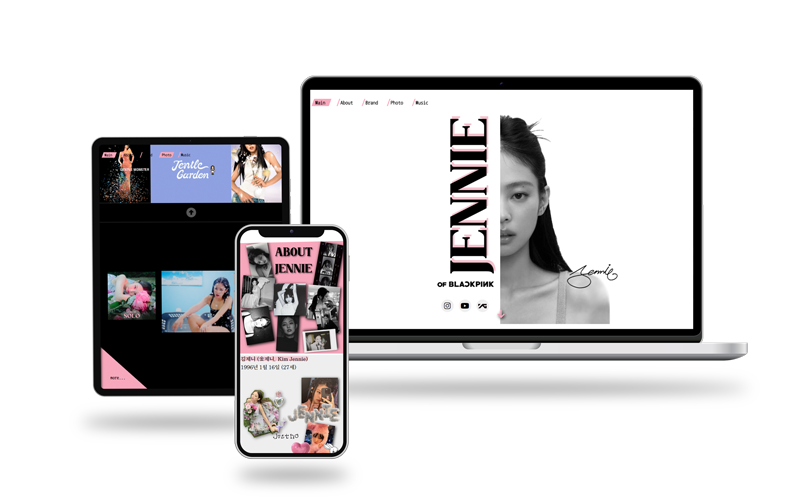 Main
About
Brand
Photo
Music
JENNIE
OF BLACKPINK
Jennie
Main
Photo
Music
Jentle
Garden
SOLO
more...
ABOUT
JENNIE
김제니 (金제니, Kim Jennie)
1996년 1월 16일 (27세)
JENNIE